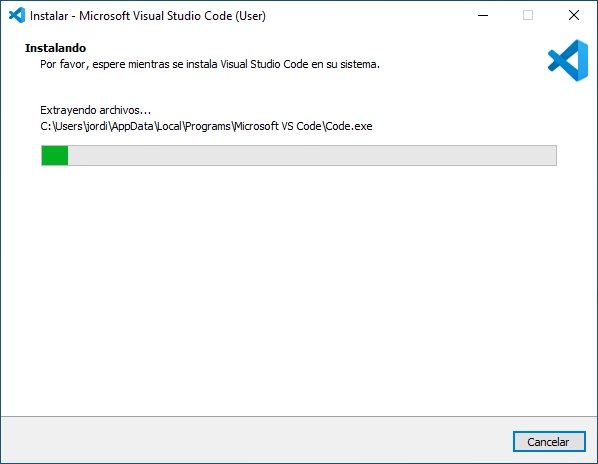 Instalar - Microsoft Visual Studio Code (User)
Instalando
Por favor, espere mientras se instala Visual Studio Code en su sistema.
Extrayendo archivos...
C:\Users\jordi\AppData\Local\Programs\Microsoft VS Code\Code.exe
Cancelar